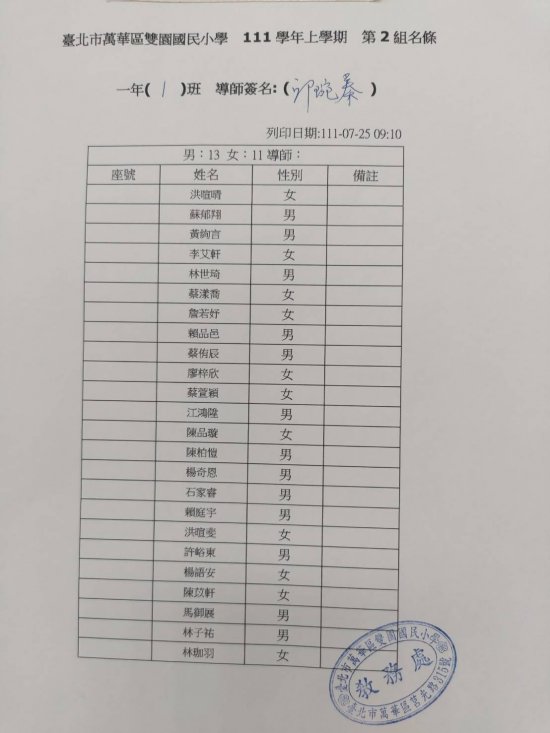 臺北市萬華區雙園國民小學 111 學年上學期 第 2 組名條
一年( 1 )班 導師簽名: (邱琬蓁)
列印日期:111-07-25 09:10
男:13 女:11 導師:
座號 姓名 性別 備註
洪暄晴 女
蘇郁翔 男
黃絢言 男
李艾軒 女
林世琦 男
蔡漾喬 女
詹若妤 女
賴品邑 男
蔡侑辰 男
廖梓欣 女
蔡萱穎 女
江鴻隆 男
陳品璇 女
陳柏愷 男
楊奇恩 男
石家睿 男
賴庭宇 男
洪暄斐 女
許峪東 男
楊語安 女
陳苡軒 女
馬御展 男
林子祐 男
林珈羽 女
臺北市萬華區雙園國民小學
教務處
臺北市萬華區莒光路315號